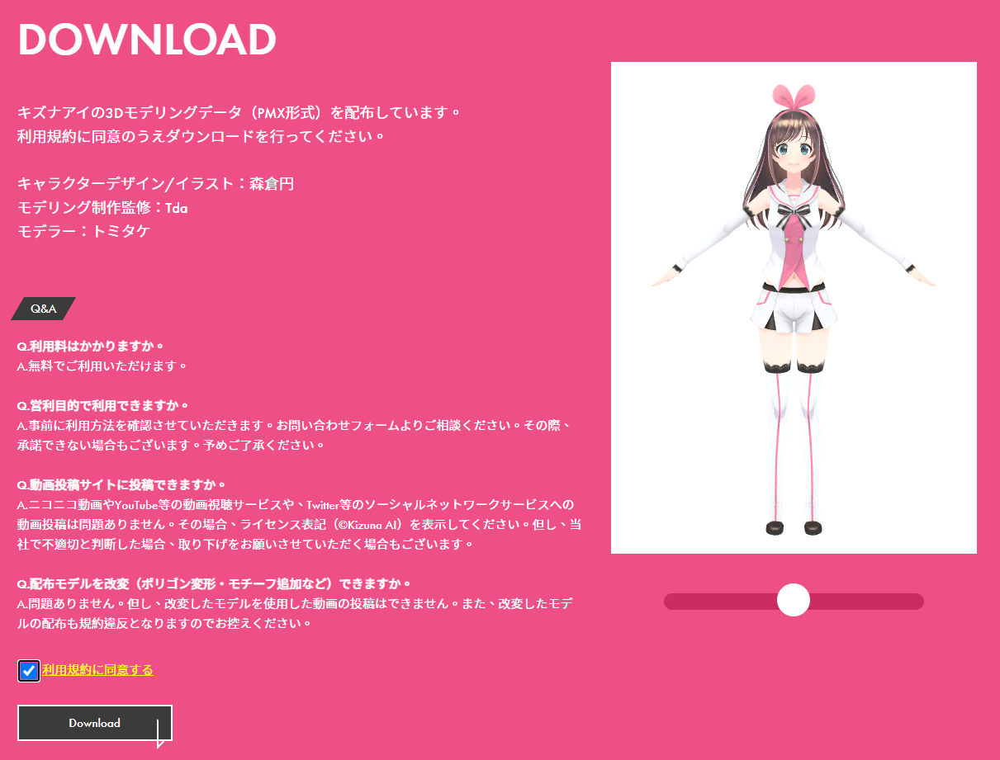 DOWNLOAD
キズナアイの3Dモデリングデータ（PMX形式）を配布しています。
利用規約に同意のうえダウンロードを行ってください。
キャラクターデザイン/イラスト：森倉円
モデリング制作監修：Tda
モデラー：トミタケ
Q&A
Q.利用料はかかりますか。
A.無料でご利用いただけます。
Q.営利目的で利用できますか。
A.事前に利用方法を確認させていただきます。お問い合わせフォームよりご相談ください。その際、
承諾できない場合もございます。予めご了承ください。
Q.動画投稿サイトに投稿できますか。
A.ニコニコ動画やYouTube等の動画視聴サービスや、Twitter等のソーシャルネットワークサービスへの
動画投稿は問題ありません。その場合、ライセンス表記（©Kizuna AI）を表示してください。但し、当
社で不適切と判断した場合、取り下げをお願いさせていただく場合もございます。
Q.配布モデルを改変（ポリゴン変形・モチーフ追加など）できますか。
A.問題ありません。但し、改変したモデルを使用した動画の投稿はできません。また、改変したモデ
ルの配布も規約違反となりますのでお控えください。
利用規約に同意する
Download